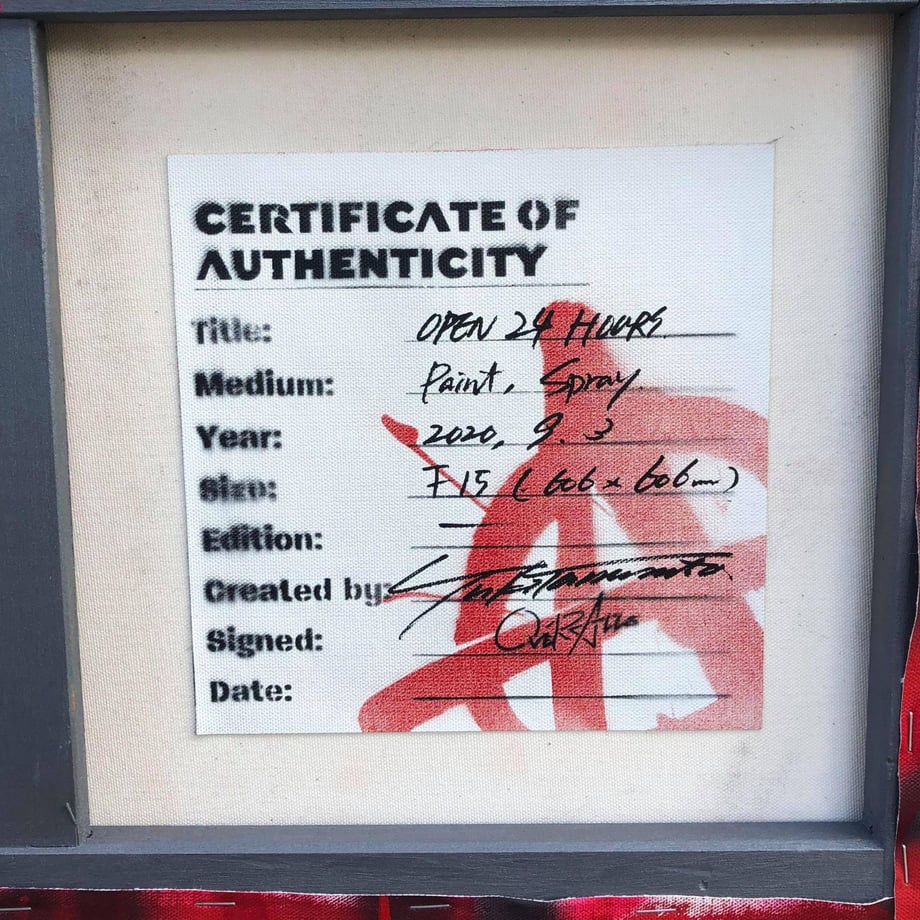 CERTIFICATE OF
AUTHENTICITY
Title: OPEN 24 HOURS
Medium: Paint, Spray.
Year: 2020, 9. 3
Size: F15 (606 × 606mm)
Edition: —
Created by:
Signed:
Date: